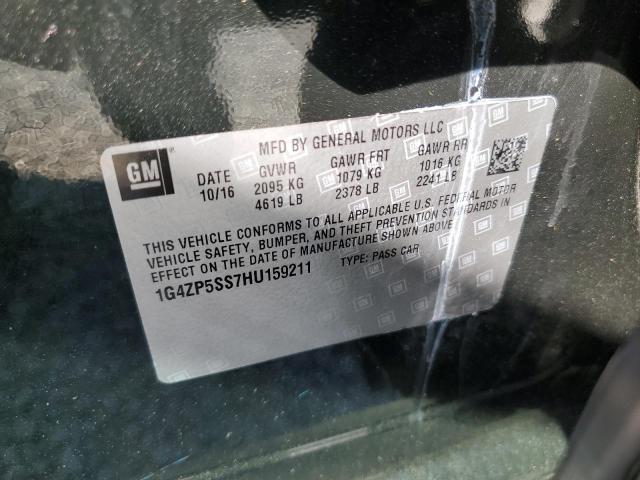 MFD BY GENERAL MOTORS LLC
GM DATE GVWR GAWR FRT GAWR RR
10/16 2095 KG 1079 KG 1016 KG
4619 LB 2378 LB 2241 LB
THIS VEHICLE CONFORMS TO ALL APPLICABLE U.S. FEDERAL MOTOR
VEHICLE SAFETY, BUMPER, AND THEFT PREVENTION STANDARDS IN
EFFECT ON THE DATE OF MANUFACTURE SHOWN ABOVE.
1G4ZP5SS7HU159211 TYPE: PASS CAR